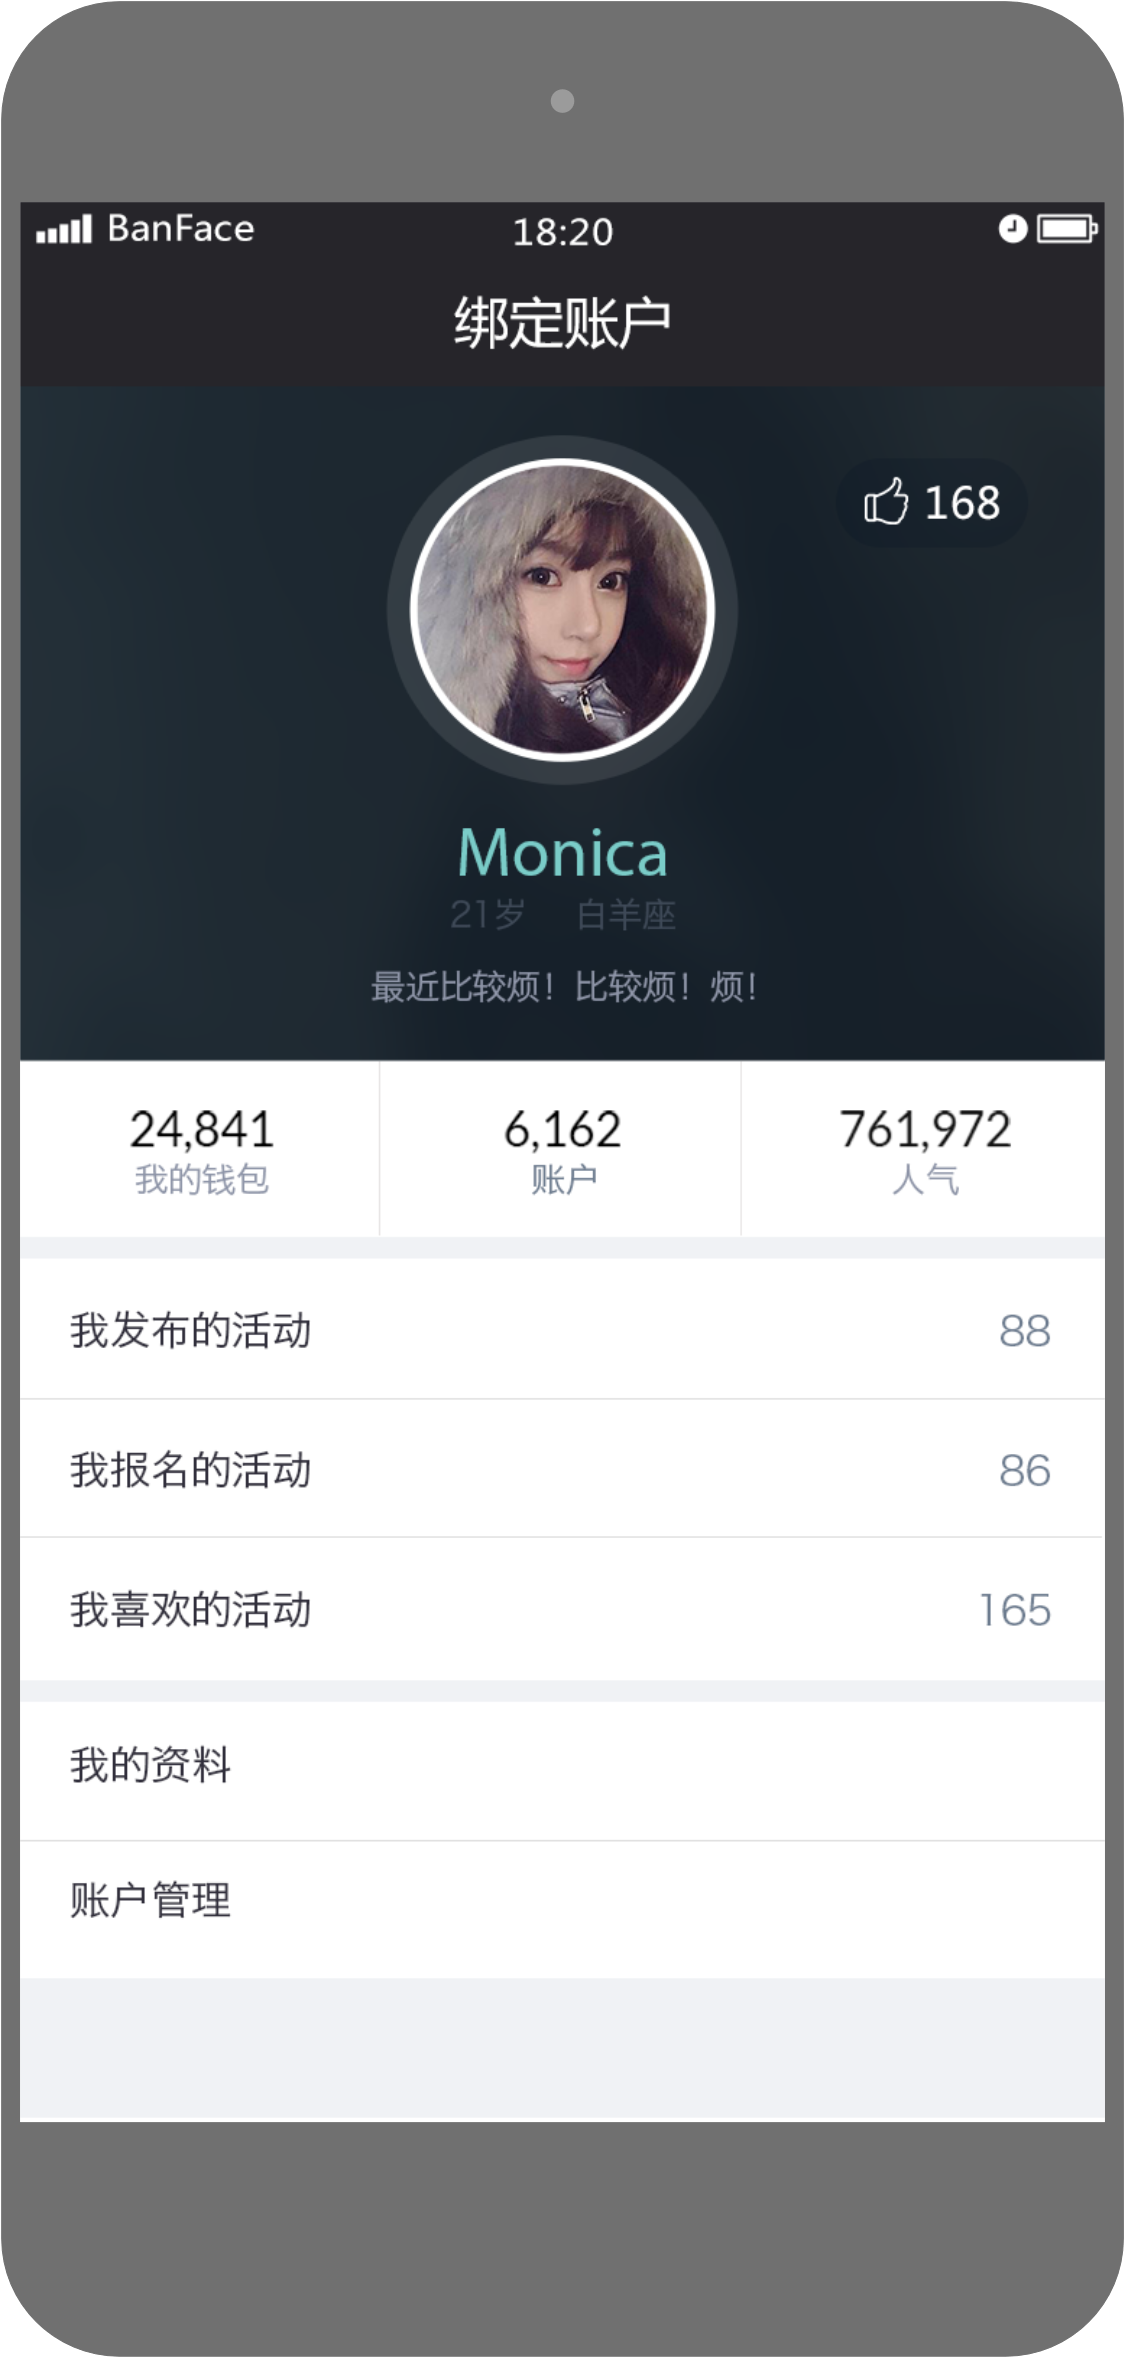 BanFace 18:20
绑定账户
168
Monica
21岁 白羊座
最近比较烦！比较烦！烦！
24,841 6,162 761,972
我的钱包 账户 人气
我发布的活动 88
我报名的活动 86
我喜欢的活动 165
我的资料
账户管理